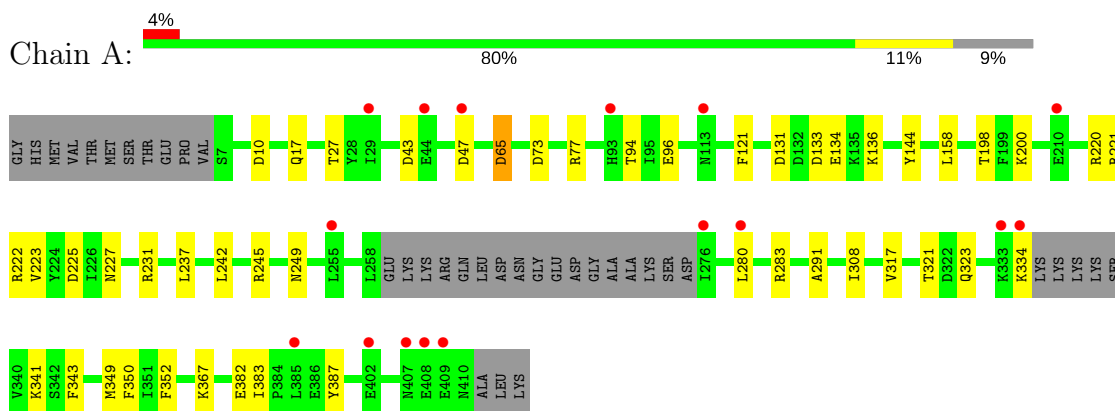 4%
Chain A:
80% 11% 9%
GLY HIS MET VAL THR MET SER THR GLU PRO VAL S7 D10 Q17 T27 Y28 I29 D43 E44 D47 D65 D73 R77 H93 T94 I95 E96 N113 F121 D131 D132 D133 E134 K135 K136 Y144 L158 T198 F199 K200 E210 R220
R222 V223 Y224 D225 I226 N227 R231 L237 L242 R245 N249 L255 L258 GLU LYS LYS ARG GLN LEU ASP ASN GLY GLU ASP GLY ALA ALA LYS SER ASP I276 L280 R283 A291 I308 V317 T321 D322 Q323 K333 K334 LYS LYS LYS LYS SER
V340 K341 S342 F343 M349 F350 I351 F352 K367 E382 I383 P384 L385 E386 Y387 E402 N407 E408 E409 N410 ALA LEU LYS